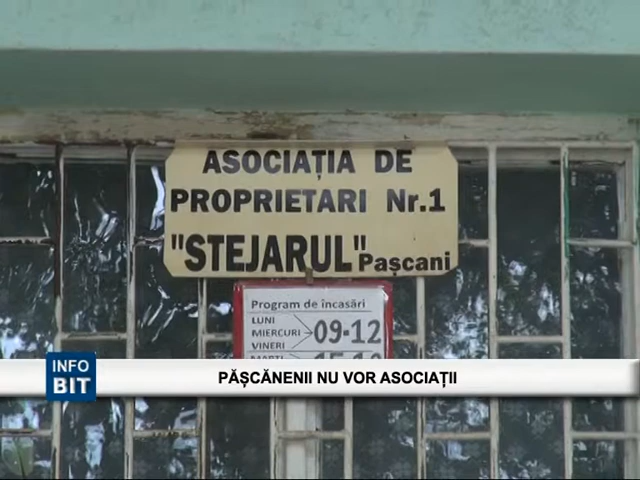 ASOCIAȚIA DE
PROPRIETARI Nr.1
"STEJARUL" Pașcani
Program de încasări
LUNI
MIERCURI 09-12
VINERI
INFO
BIT
PĂȘCĂNENII NU VOR ASOCIAȚII